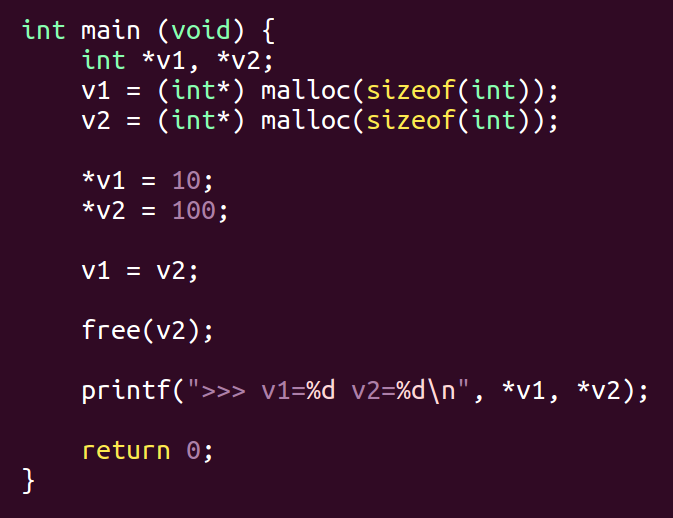 int main (void) {
    int *v1, *v2;
    v1 = (int*) malloc(sizeof(int));
    v2 = (int*) malloc(sizeof(int));

    *v1 = 10;
    *v2 = 100;

    v1 = v2;

    free(v2);

    printf(">>> v1=%d v2=%d\n", *v1, *v2);

    return 0;
}